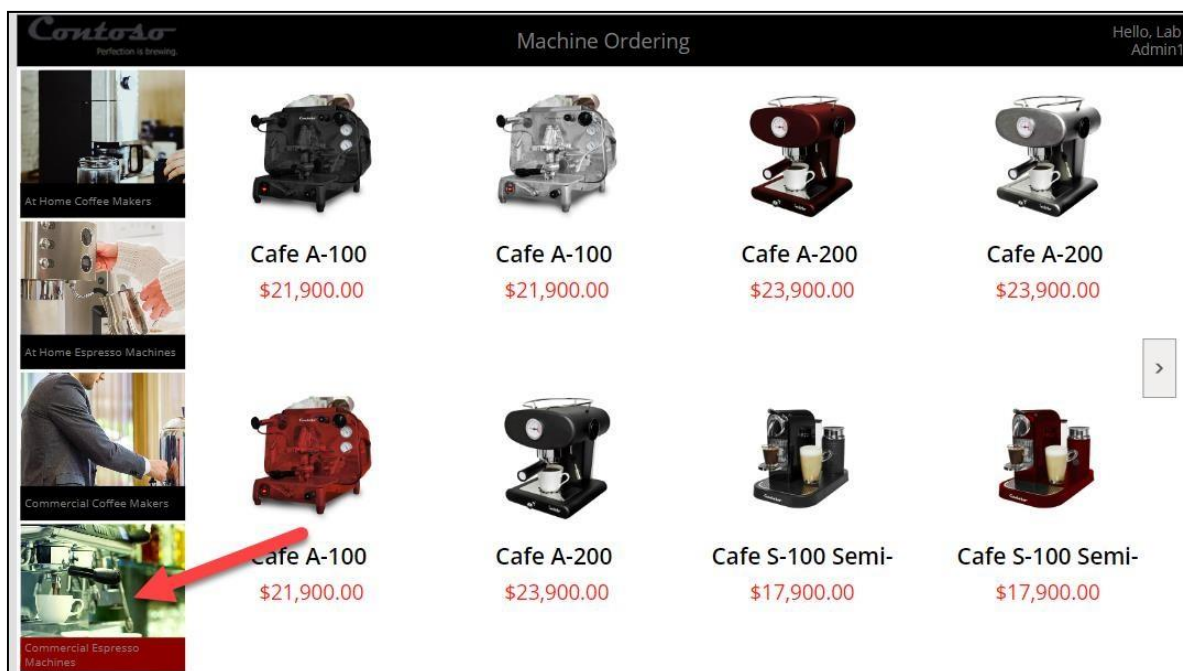 Contoso
Perfection is brewing.
Machine Ordering
Hello, Lab
Admin1
At Home Coffee Makers
At Home Espresso Machines
Commercial Coffee Makers
Commercial Espresso
Machines
Cafe A-100
Cafe A-100
Cafe A-200
Cafe A-200
$21,900.00
$21,900.00
$23,900.00
$23,900.00
>
Cafe A-100
Cafe A-200
Cafe S-100 Semi-
Cafe S-100 Semi-
$21,900.00
$23,900.00
$17,900.00
$17,900.00